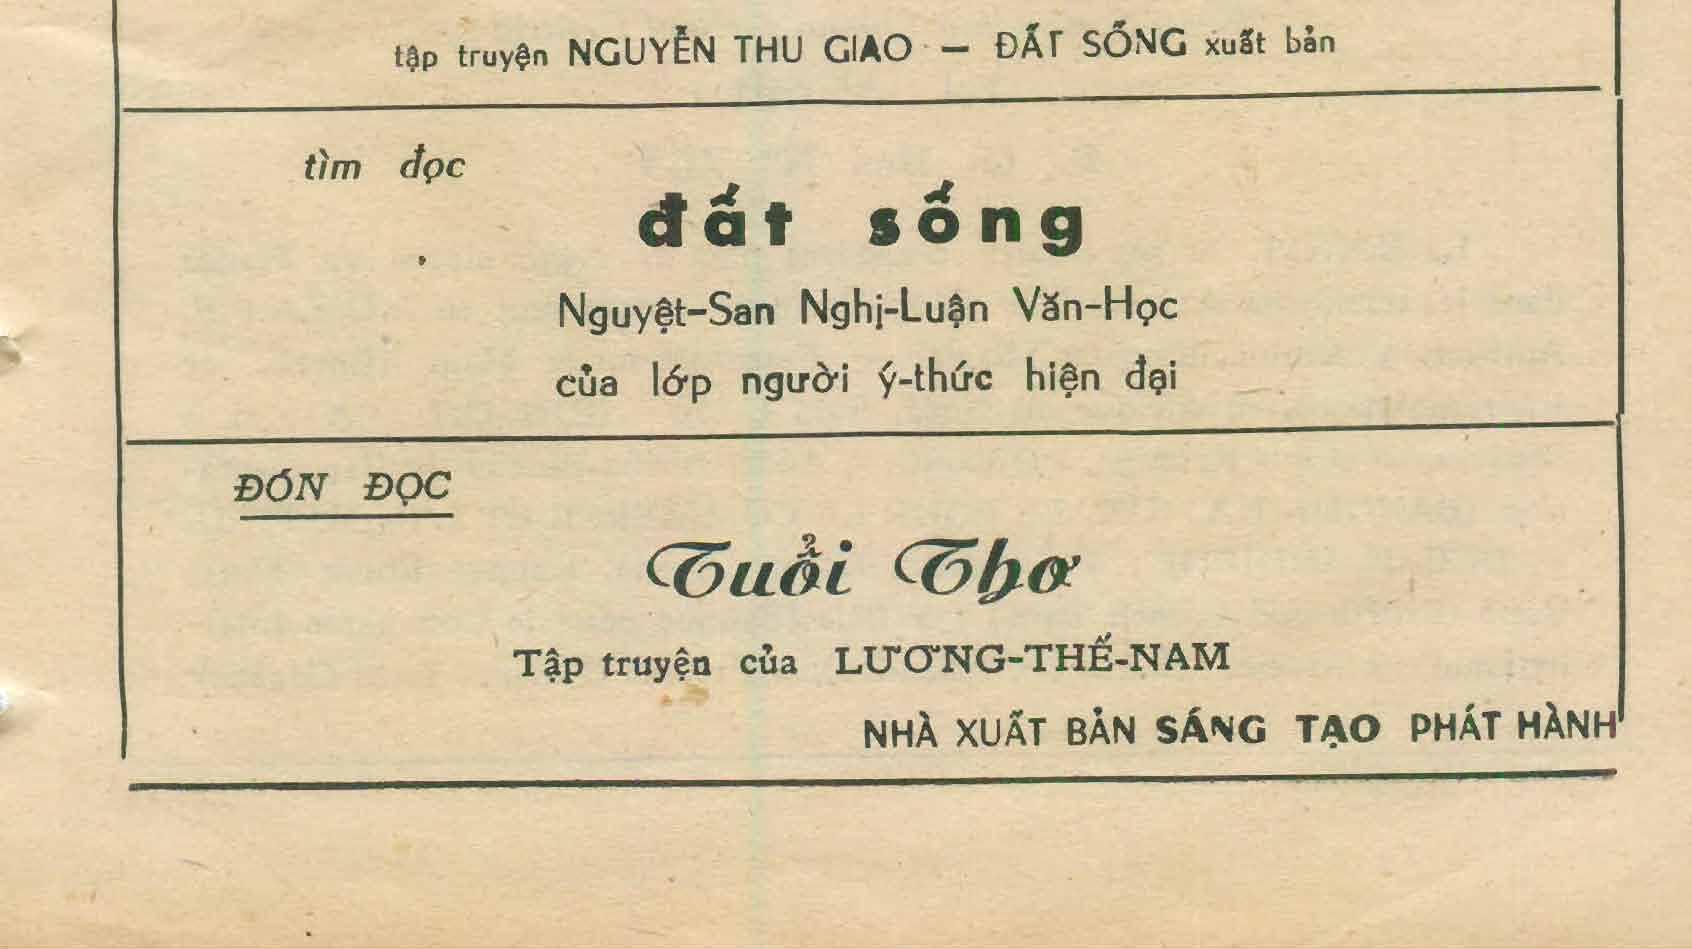 tập truyện NGUYỄN THU GIAO — ĐẤT SỐNG xuất bản
tìm đọc
đất sống
Nguyệt-San Nghị-Luận Văn-Học
của lớp người ý-thức hiện đại
ĐÓN ĐỌC
Tuổi Thơ
Tập truyện của LƯƠNG-THẾ-NAM
NHÀ XUẤT BẢN SÁNG TẠO PHÁT HÀNH